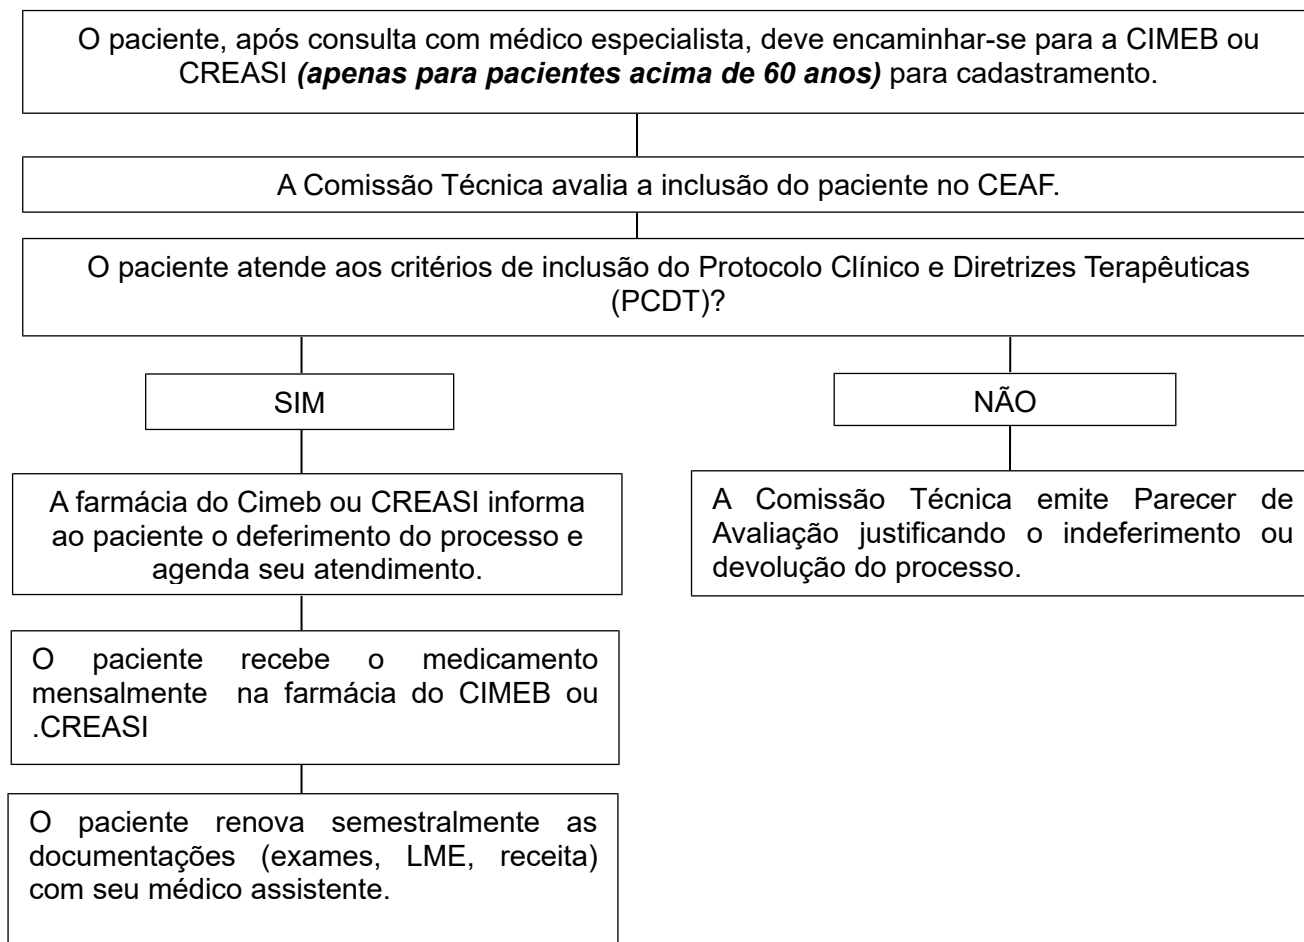 O paciente, após consulta com médico especialista, deve encaminhar-se para a CIMEB ou
CREASI (apenas para pacientes acima de 60 anos) para cadastramento.
A Comissão Técnica avalia a inclusão do paciente no CEAF.
O paciente atende aos critérios de inclusão do Protocolo Clínico e Diretrizes Terapêuticas
(PCDT)?
SIM
NÃO
A farmácia do Cimeb ou CREASI informa
ao paciente o deferimento do processo e
agenda seu atendimento.
A Comissão Técnica emite Parecer de
Avaliação justificando o indeferimento ou
devolução do processo.
O paciente recebe o medicamento
mensalmente na farmácia do CIMEB ou
.CREASI
O paciente renova semestralmente as
documentações (exames, LME, receita)
com seu médico assistente.